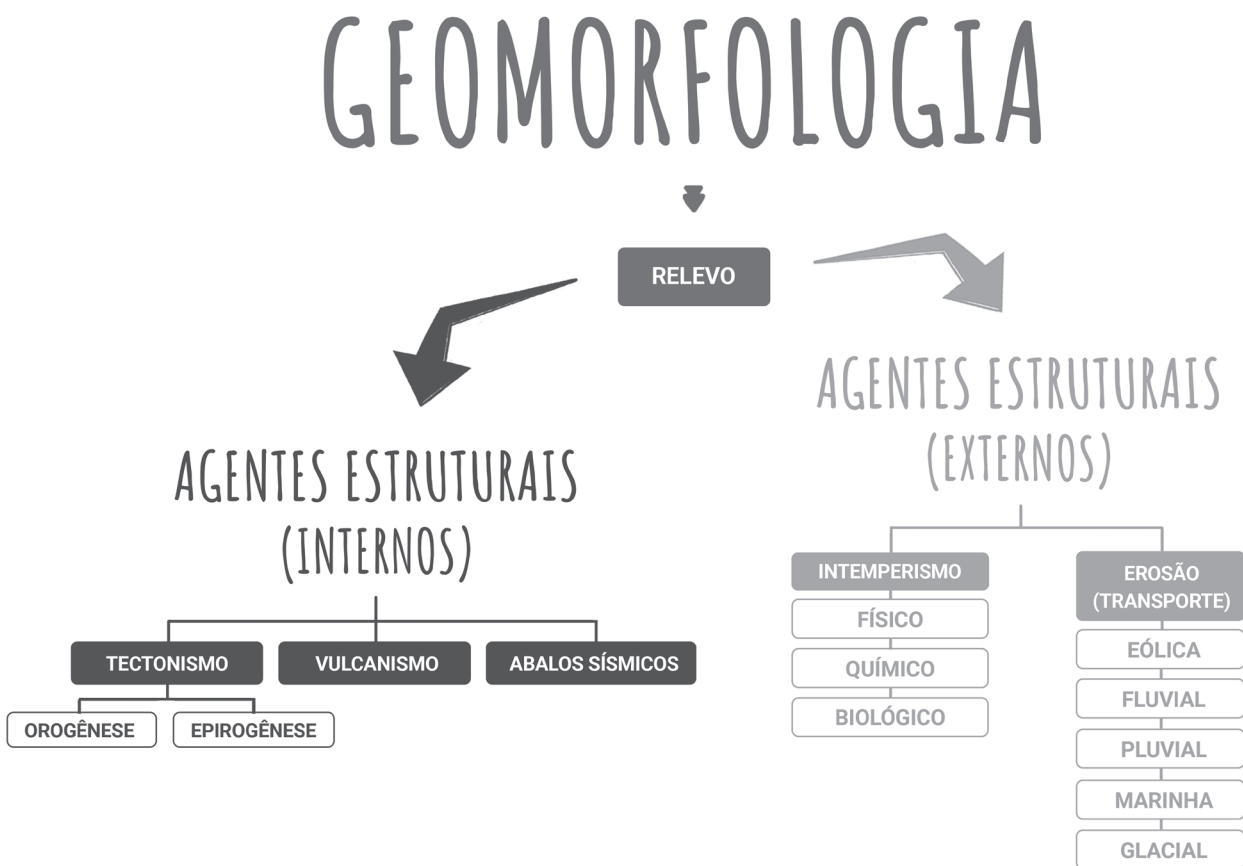 GEOMORFOLOGIA
RELEVO
AGENTES ESTRUTURAIS
(INTERNOS)
TECTONISMO
VULCANISMO
ABALOS SÍSMICOS
OROGÊNESE
EPIROGÊNESE
AGENTES ESTRUTURAIS
(EXTERNOS)
INTEMPERISMO
FÍSICO
QUÍMICO
BIOLÓGICO
EROSÃO
(TRANSPORTE)
EÓLICA
FLUVIAL
PLUVIAL
MARINHA
GLACIAL